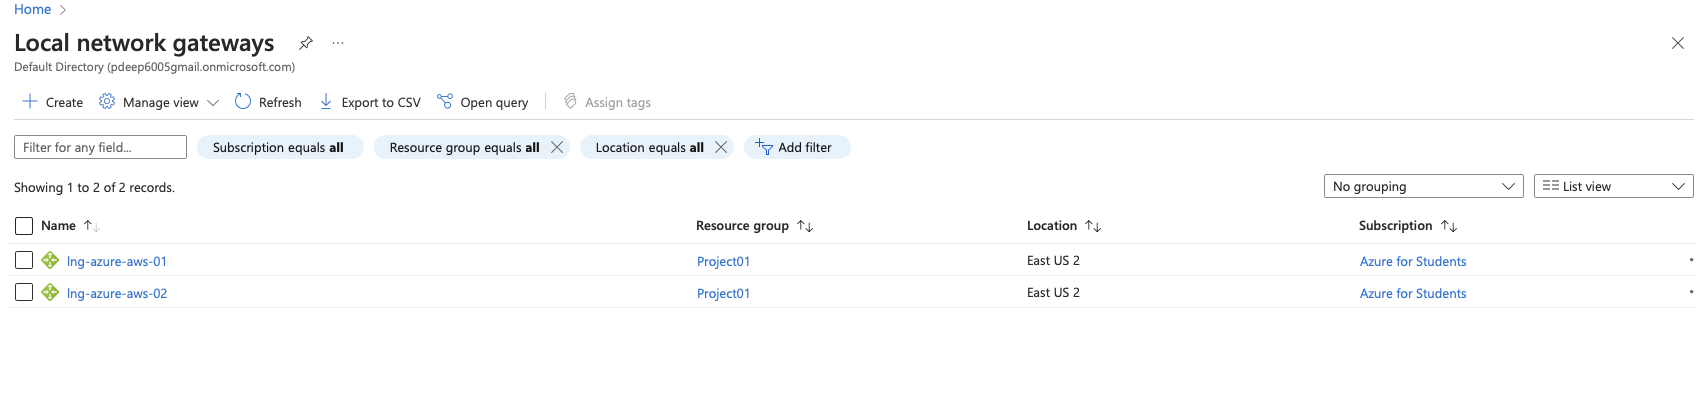 Home
Local network gateways
Default Directory (pdeep6005gmail.onmicrosoft.com)
Create Manage view Refresh Export to CSV Open query Assign tags
Filter for any field... Subscription equals all Resource group equals all Location equals all Add filter
Showing 1 to 2 of 2 records. No grouping List view
Name Resource group Location Subscription
lng-azure-aws-01 Project01 East US 2 Azure for Students
lng-azure-aws-02 Project01 East US 2 Azure for Students